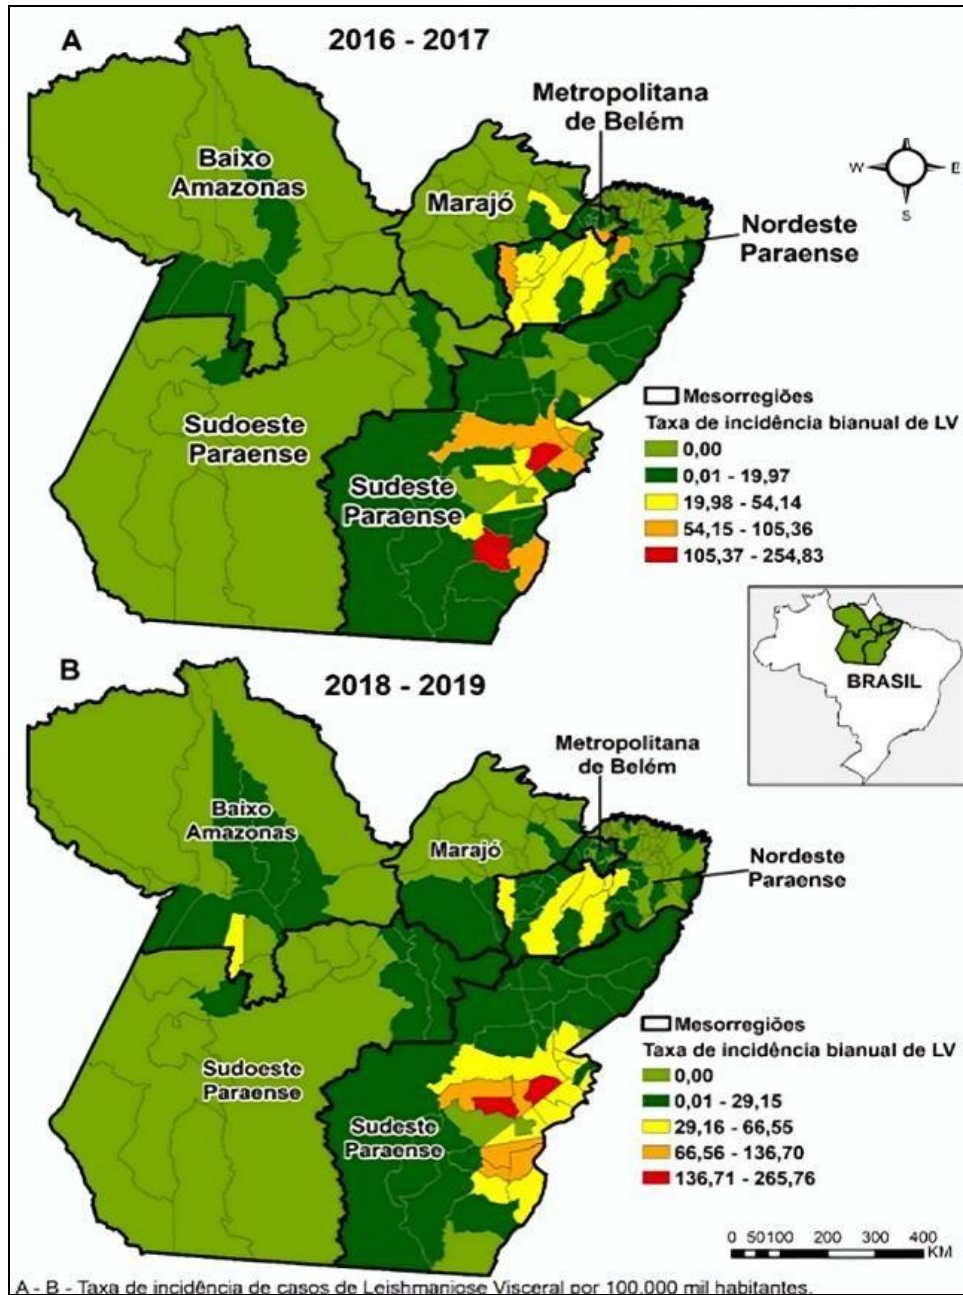 A
2016 - 2017
Metropolitana
de Belém
Baixo
Amazonas
Marajó
W
E
S
Nordeste
Paraense
Sudoeste
Paraense
Sudeste
Paraense
Mesorregiões
Taxa de incidência bianual de LV
0,00
0,01 - 19,97
19,98 - 54,14
54,15 - 105,36
105,37 - 254,83
BRASIL
B
2018 - 2019
Metropolitana
de Belém
Baixo
Amazonas
Marajó
Nordeste
Paraense
Sudoeste
Paraense
Sudeste
Paraense
Mesorregiões
Taxa de incidência bianual de LV
0,00
0,01 - 29,15
29,16 - 66,55
66,56 - 136,70
136,71 - 265,76
0 50100 200 300 400
KM
A - B - Taxa de incidência de casos de Leishmaniose Visceral por 100.000 mil habitantes.